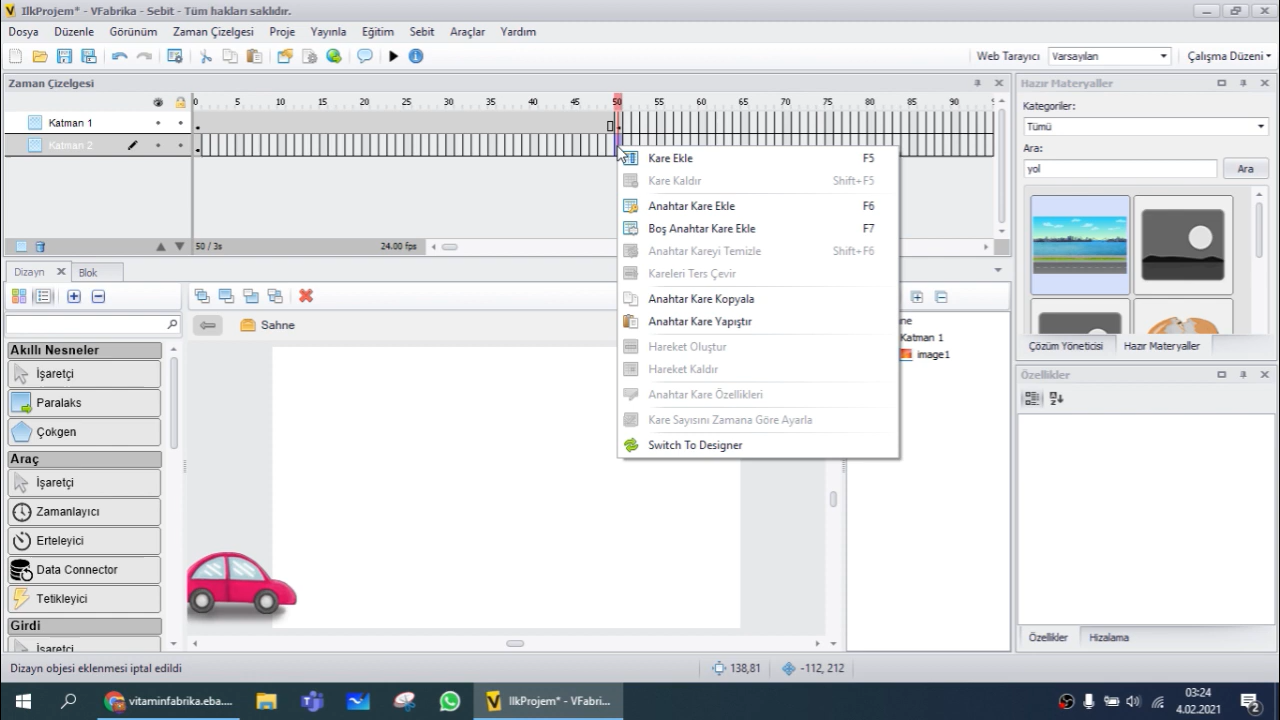 IlkProjem* - VFabrika - Sebit - Tüm hakları saklıdır.
Dosya Düzenle Görünüm Zaman Çizelgesi Proje Yayınla Eğitim Sebit Araçlar Yardım
Web Tarayıcı Varsayılan Çalışma Düzeni
Zaman Çizelgesi
0 5 10 15 20 25 30 35 40 45 50 55 60 65 70 75 80 85 90
Katman 1
Katman 2
50 / 3s 24.00 fps
Kare Ekle F5
Kare Kaldır Shift+F5
Anahtar Kare Ekle F6
Boş Anahtar Kare Ekle F7
Anahtar Kareyi Temizle Shift+F6
Kareleri Ters Çevir
Anahtar Kare Kopyala
Anahtar Kare Yapıştır
Hareket Oluştur
Hareket Kaldır
Anahtar Kare Özellikleri
Kare Sayısını Zamana Göre Ayarla
Switch To Designer
Hazır Materyaller
Kategoriler:
Tümü
Ara:
yol Ara
Çözüm Yöneticisi Hazır Materyaller
Dizayn Blok
Sahne
Akıllı Nesneler
İşaretçi
Paralaks
Çokgen
Araç
İşaretçi
Zamanlayıcı
Erteleyici
Data Connector
Tetikleyici
Girdi
İşaretçi
ne
Katman 1
image1
Özellikler
Özellikler Hizalama
Dizayn objesi eklenmesi iptal edildi 138,81 -112, 212
vitaminfabrika.eba.... IlkProjem* - VFabri...
03:24
4.02.2021
2